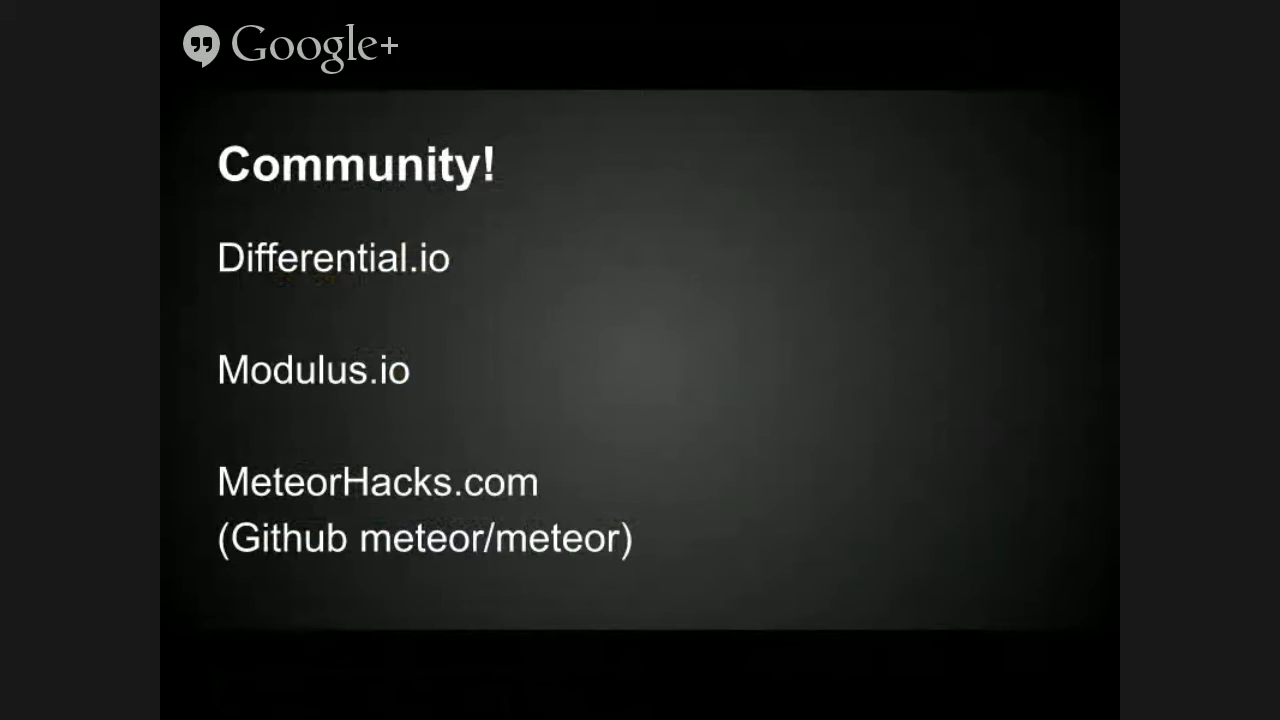 Google+
Community!
Differential.io
Modulus.io
MeteorHacks.com
(Github meteor/meteor)